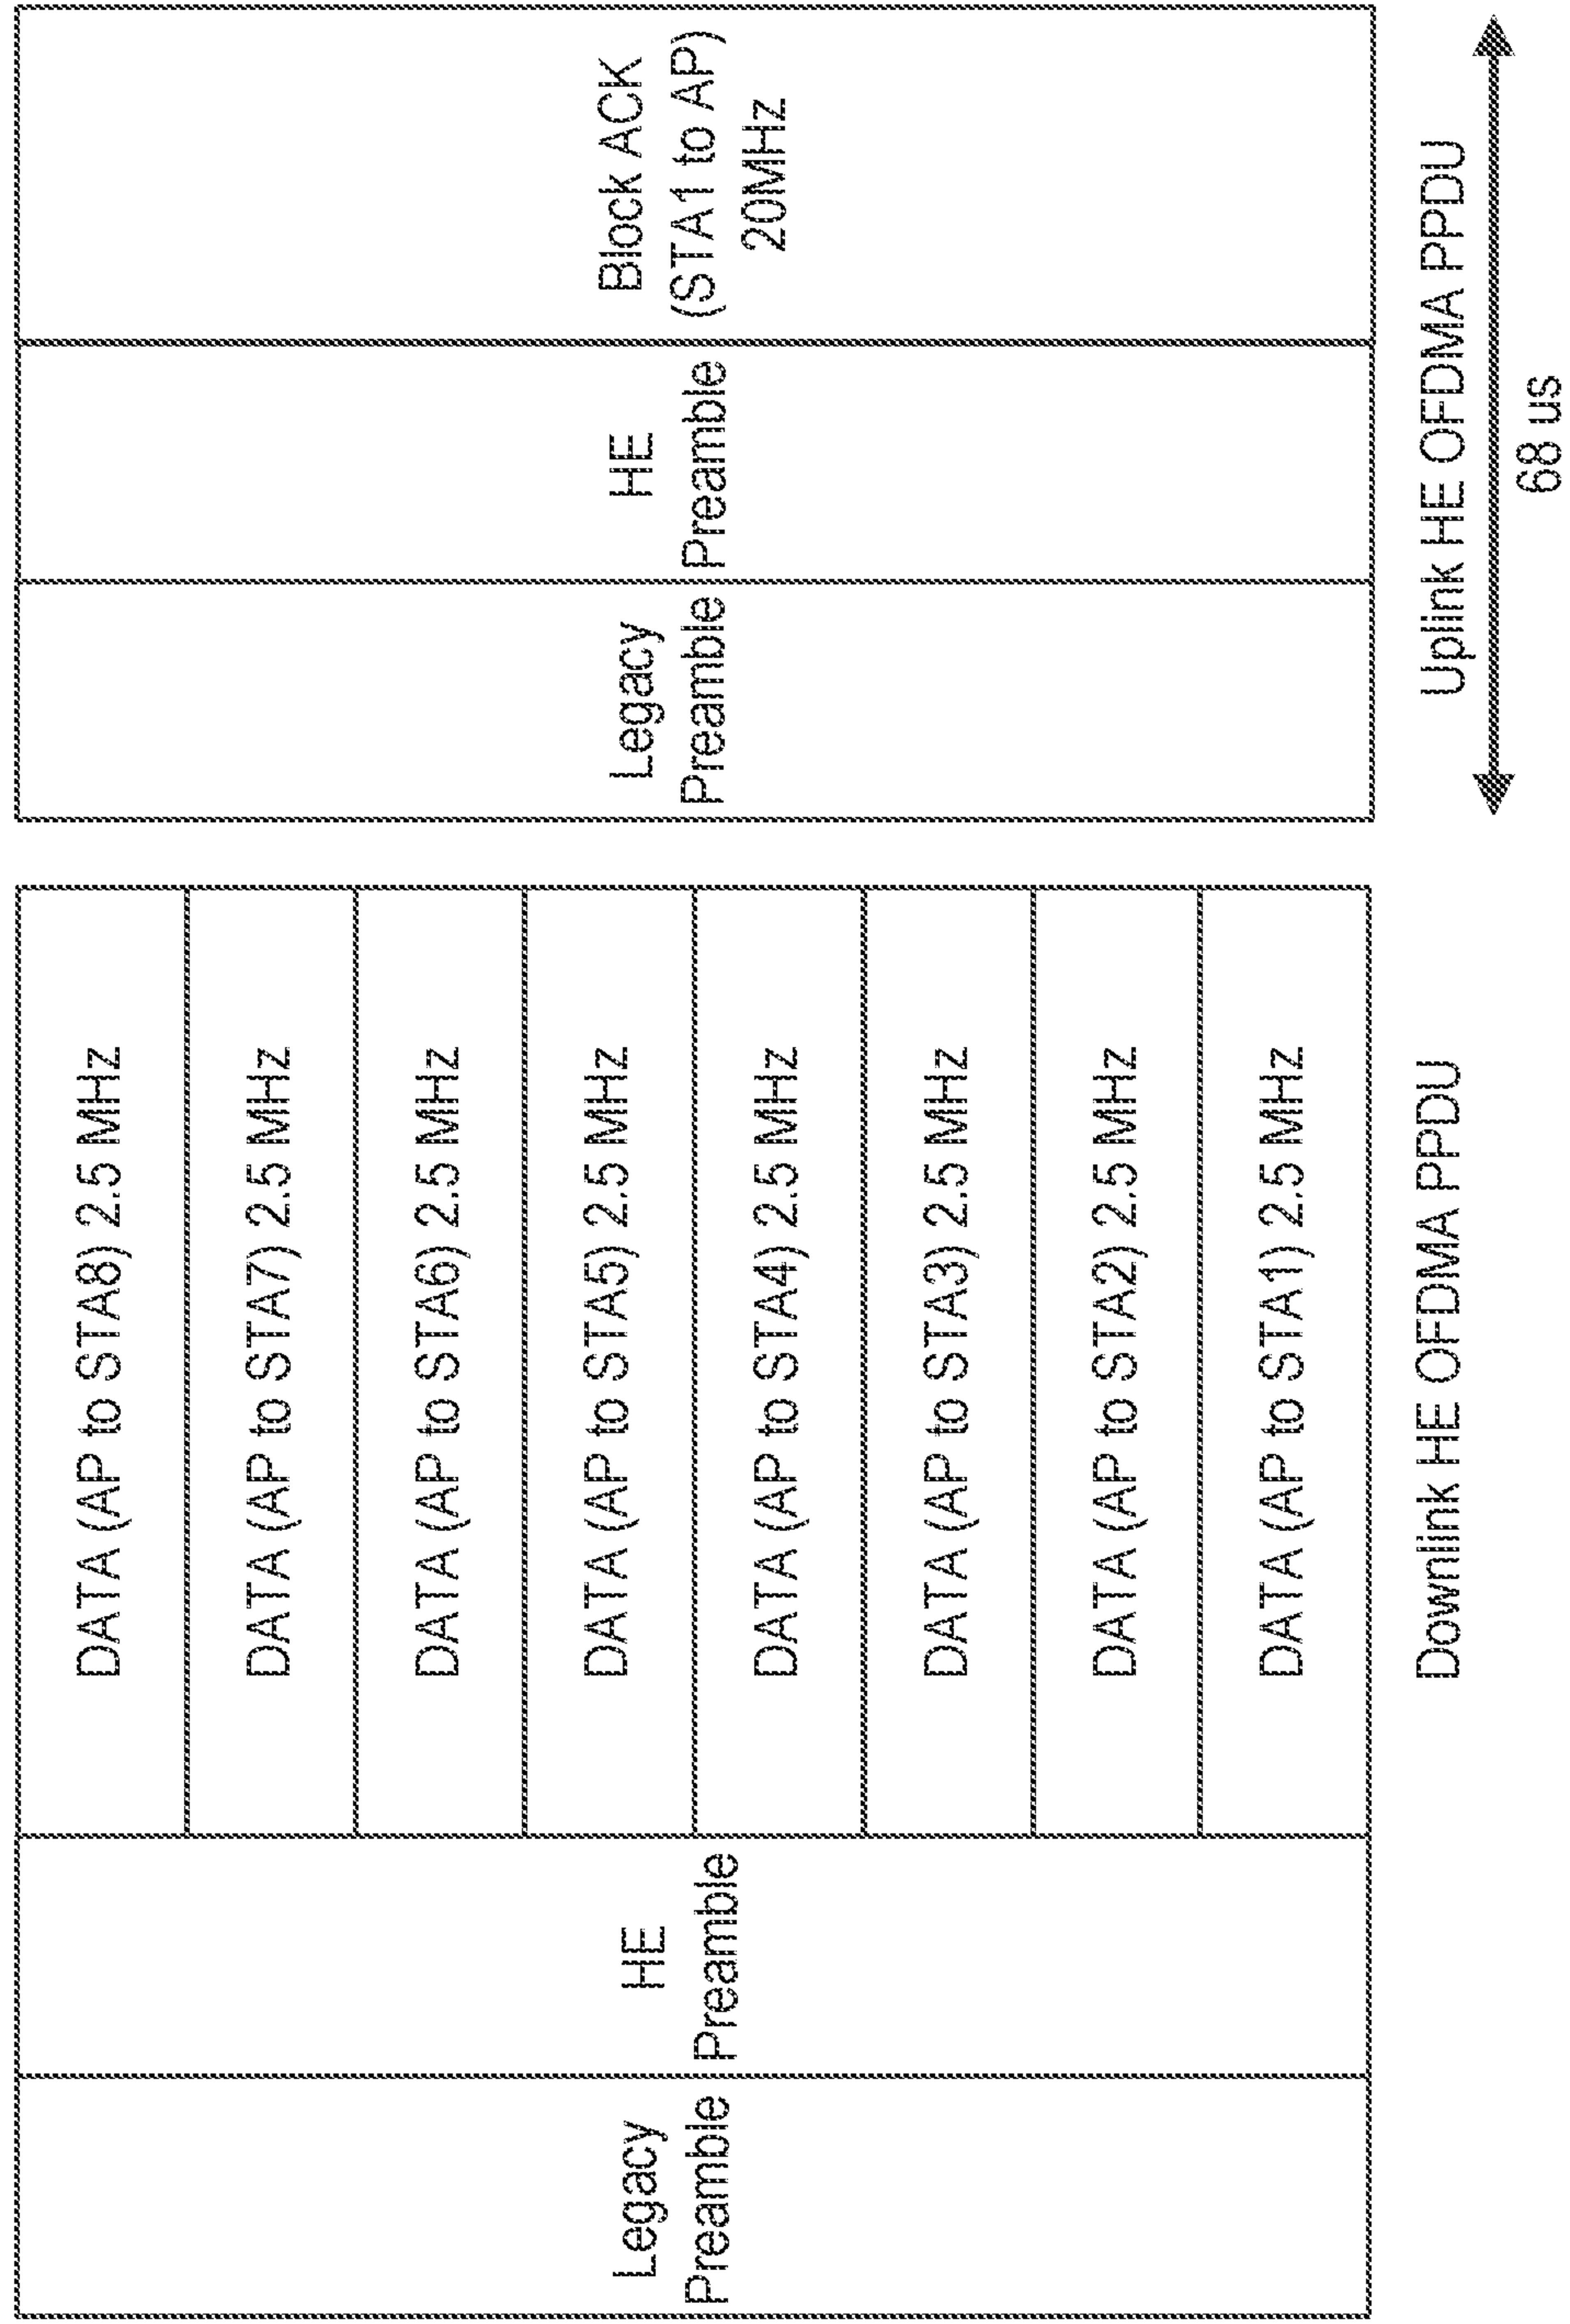 Legacy
Preamble
HE
Preamble
DATA (AP to STA8) 2.5 MHz
DATA (AP to STA7) 2.5 MHz
DATA (AP to STA6) 2.5 MHz
DATA (AP to STA5) 2.5 MHz
DATA (AP to STA4) 2.5 MHz
DATA (AP to STA3) 2.5 MHz
DATA (AP to STA2) 2.5 MHz
DATA (AP to STA1) 2.5 MHz
Downlink HE OFDMA PPDU
Legacy
Preamble
HE
Preamble
Block ACK
(STA1 to AP)
20MHz
Uplink HE OFDMA PPDU
68 us